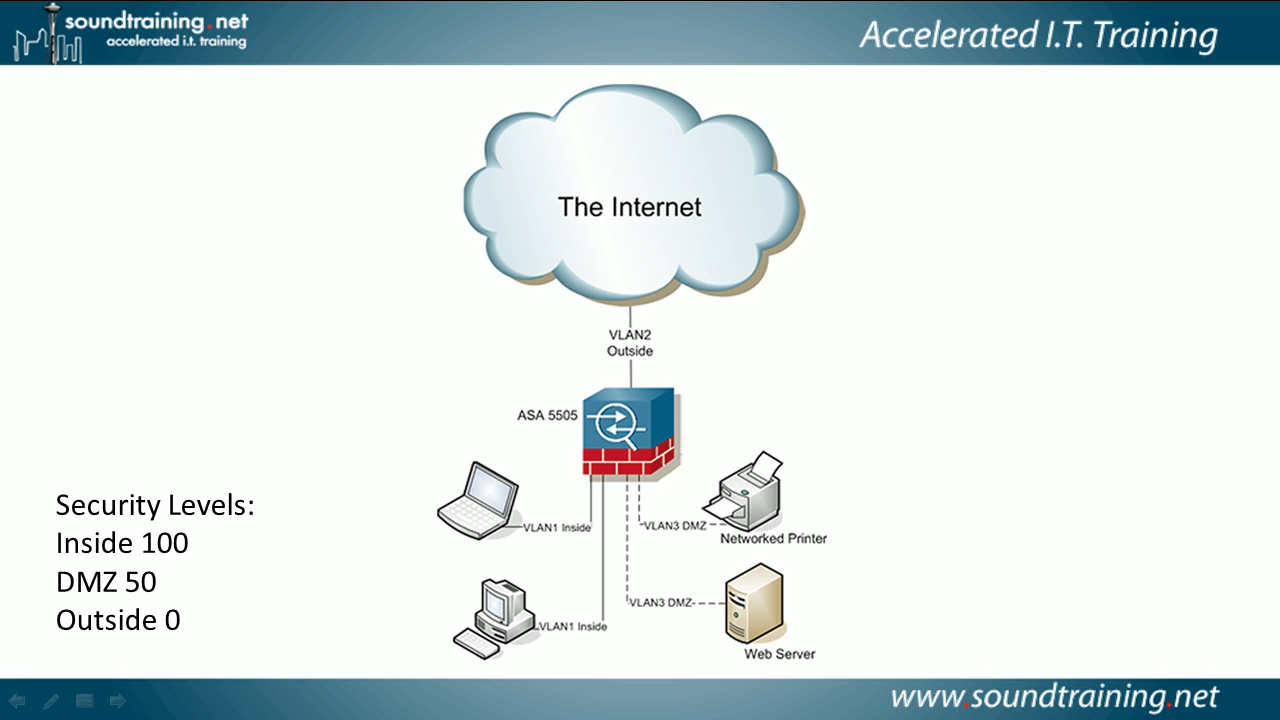 soundtraining.net
accelerated i.t. training
Accelerated I.T. Training
The Internet
VLAN2
Outside
ASA 5505
VLAN1 Inside
VLAN3 DMZ
Networked Printer
Security Levels:
Inside 100
DMZ 50
Outside 0
VLAN3 DMZ
VLAN1 Inside
Web Server
www.soundtraining.net